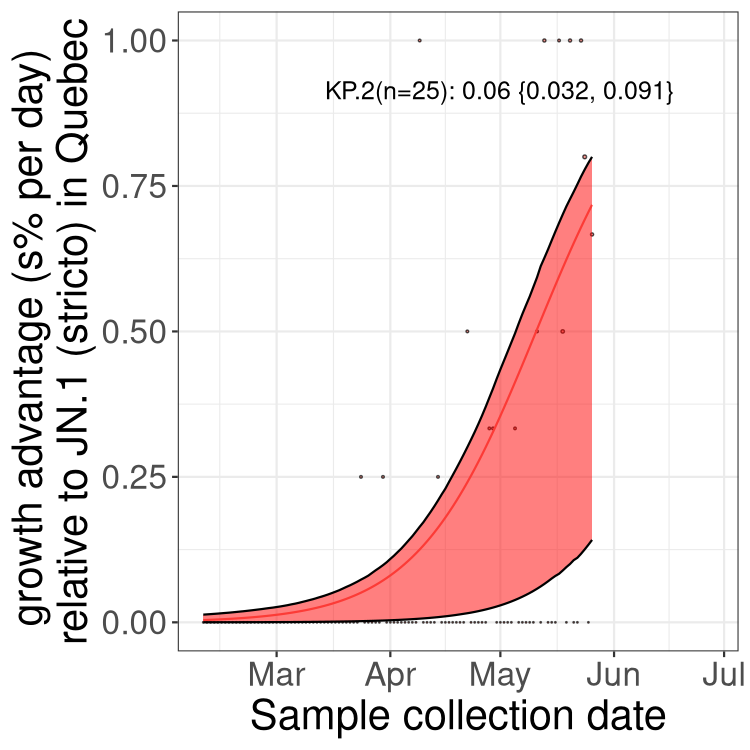 growth advantage (s% per day)
relative to JN.1 (stricto) in Quebec
1.00
0.75
0.50
0.25
0.00
KP.2(n=25): 0.06 {0.032, 0.091}
Mar Apr May Jun Jul
Sample collection date